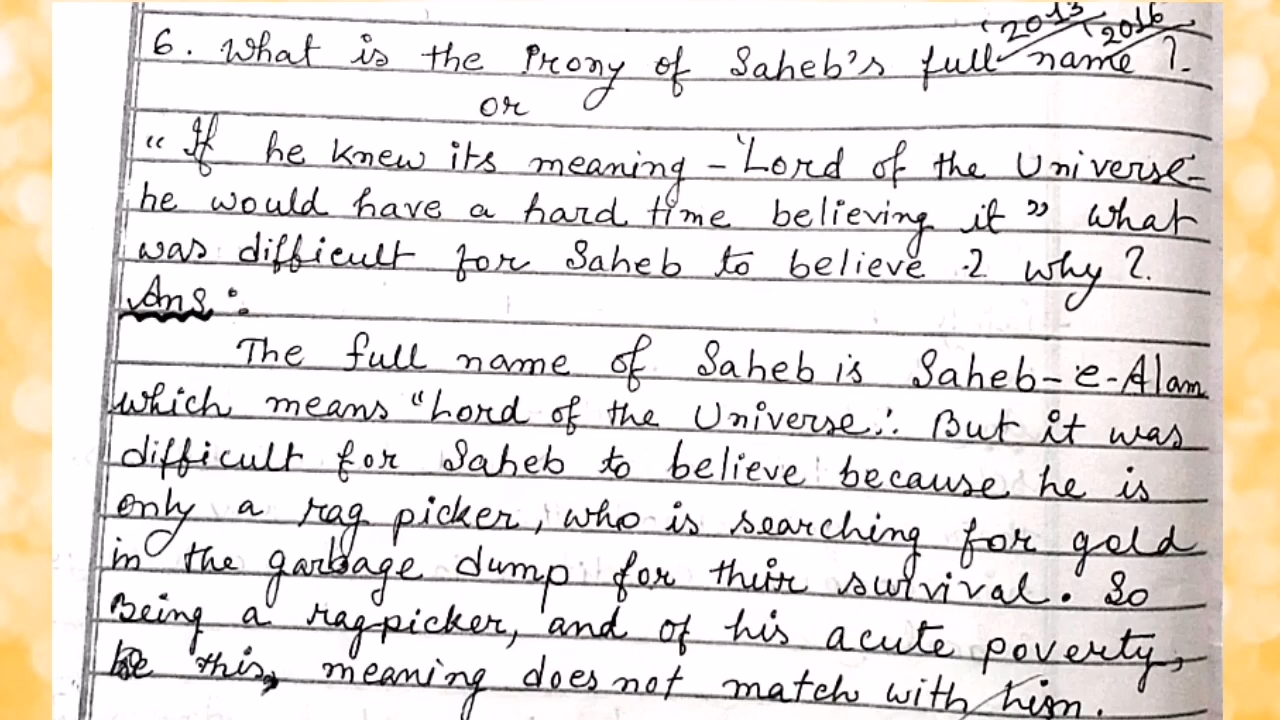 (2013 (2016
6. What is the Irony of Saheb's full name ?.
or
"If he knew its meaning - 'Lord of the Universe -
he would have a hard time believing it" what
was difficult for Saheb to believe ? why ?.
Ans :
The full name of Saheb is Saheb-e-Alam
which means "Lord of the Universe". But it was
difficult for Saheb to believe because he is
only a rag picker, who is searching for gold
in the garbage dump for their survival. So
Being a ragpicker, and of his acute poverty,
this, meaning does not match with him.